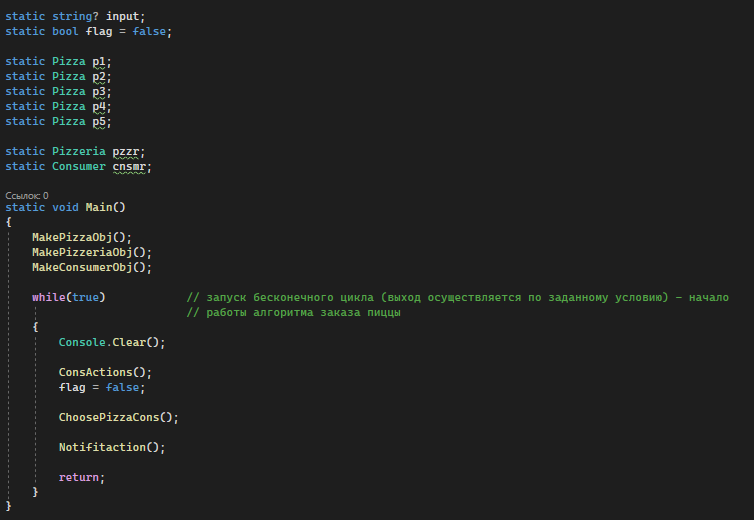 static string? input;
static bool flag = false;
static Pizza p1;
static Pizza p2;
static Pizza p3;
static Pizza p4;
static Pizza p5;
static Pizzeria pzzr;
static Consumer cnsmr;
Ссылок: 0
static void Main()
{
MakePizzaObj();
MakePizzeriaObj();
MakeConsumerObj();
while(true) // запуск бесконечного цикла (выход осуществляется по заданному условию) - начало
// работы алгоритма заказа пиццы
{
Console.Clear();
ConsActions();
flag = false;
ChoosePizzaCons();
Notifitaction();
return;
}
}